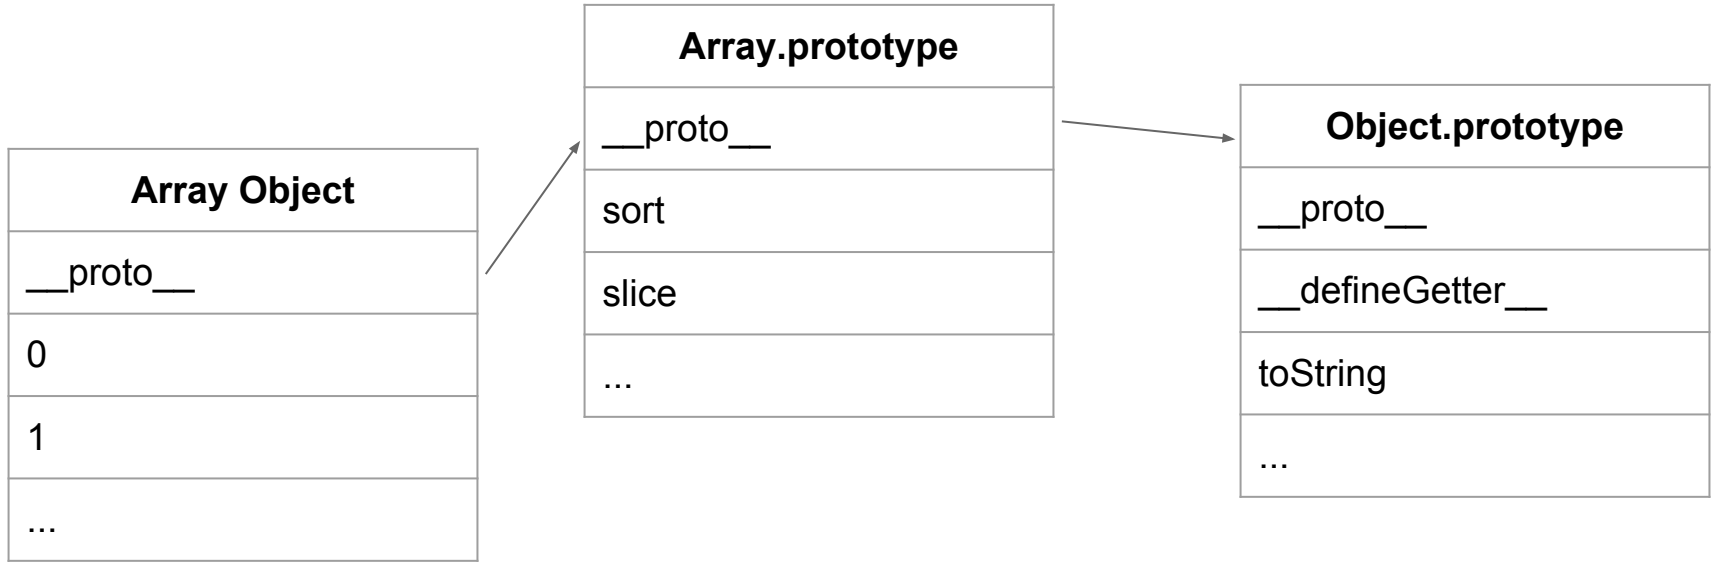 Array Object
__proto__
0
1
...
Array.prototype
__proto__
sort
slice
...
Object.prototype
__proto__
__defineGetter__
toString
...